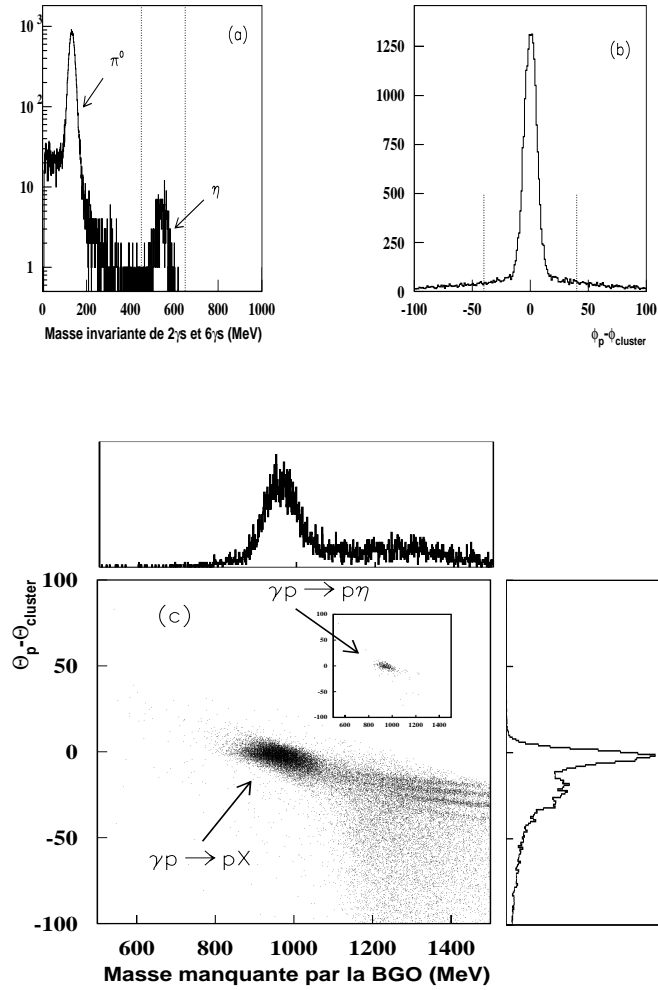 10³
(a)
π⁰
10²
10
η
1
0 200 400 600 800 1000
Masse invariante de 2γs et 6γs (MeV)
(b)
1250
1000
750
500
250
0
-100 -50 0 50 100
ϕp-ϕcluster
100
50
0
-50
-100
Θp-Θcluster
(c)
γp → pη
100
50
0
-50
-100
600 800 1000 1200 1400
γp → pX
600 800 1000 1200 1400
Masse manquante par la BGO (MeV)